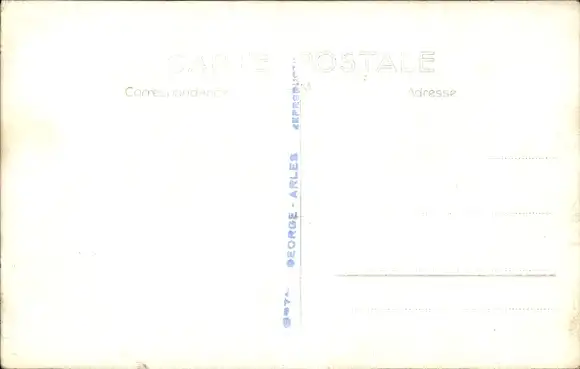 CARTE POSTALE
Correspondance
Adresse
GEORGE - ARLES